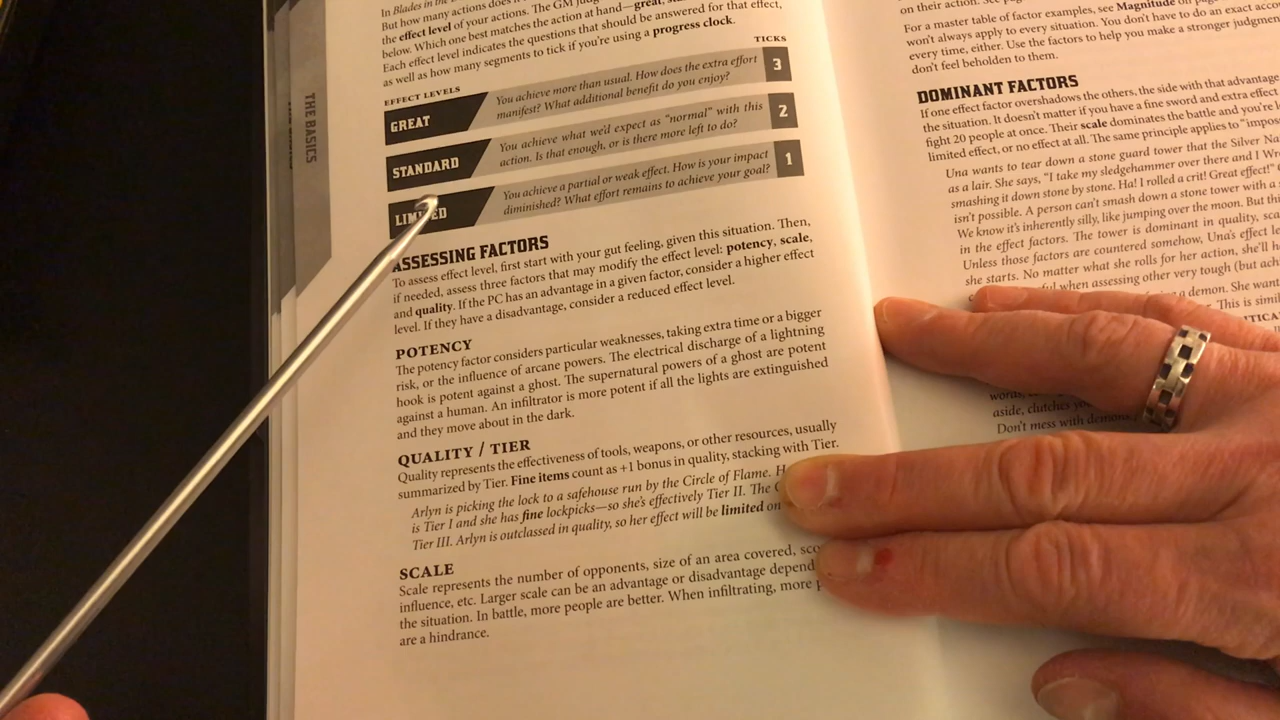 In Blades in the
But how many actions does
the effect level of your actions. The GM
below. Which one best matches the action at hand—great,
Each effect level indicates the questions that should be answered for that effect,
as well as how many segments to tick if you're using a progress clock.
EFFECT LEVELS
TICKS
GREAT
You achieve more than usual. How does the extra effort
manifest? What additional benefit do you enjoy?
3
STANDARD
You achieve what we'd expect as "normal" with this
action. Is that enough, or is there more left to do?
2
You achieve a partial or weak effect. How is your impact
diminished? What effort remains to achieve your goal?
1
THE BASICS
ASSESSING FACTORS
To assess effect level, first start with your gut feeling, given this situation. Then,
if needed, assess three factors that may modify the effect level: potency, scale,
and quality. If the PC has an advantage in a given factor, consider a higher effect
level. If they have a disadvantage, consider a reduced effect level.
POTENCY
The potency factor considers particular weaknesses, taking extra time or a bigger
risk, or the influence of arcane powers. The electrical discharge of a lightning
hook is potent against a ghost. The supernatural powers of a ghost are potent
against a human. An infiltrator is more potent if all the lights are extinguished
and they move about in the dark.
QUALITY / TIER
Quality represents the effectiveness of tools, weapons, or other resources, usually
summarized by Tier. Fine items count as +1 bonus in quality, stacking with Tier.
Arlyn is picking the lock to a safehouse run by the Circle of Flame.
is Tier I and she has fine lockpicks—so she's effectively Tier II. The
Tier III. Arlyn is outclassed in quality, so her effect will be limited on
SCALE
Scale represents the number of opponents, size of an area covered,
influence, etc. Larger scale can be an advantage or disadvantage
the situation. In battle, more people are better. When infiltrating, more
are a hindrance.
on their action.
For a master table of factor examples, see Magnitude on
won't always apply to every situation. You don't have to do an exact
every time, either. Use the factors to help you make a stronger
don't feel beholden to them.
DOMINANT FACTORS
If one effect factor overshadows the others, the side with that advantage
the situation. It doesn't matter if you have a fine sword and extra effect
fight 20 people at once. Their scale dominates the battle and you're
limited effect, or no effect at all. The same principle applies to
Una wants to tear down a stone guard tower that the Silver
as a lair. She says, "I take my sledgehammer over there and I
smashing it down stone by stone. Ha! I rolled a crit! Great effect!"
isn't possible. A person can't smash down a stone tower with a
We know it's inherently silly, like jumping over the moon. But
in the effect factors. The tower is dominant in quality,
Unless those factors are countered somehow, Una's effect
she starts. No matter what she rolls for her action, she'll
when assessing other very tough (but
a demon. She
This is
words,
aside, clutches
Don't mess with demons.